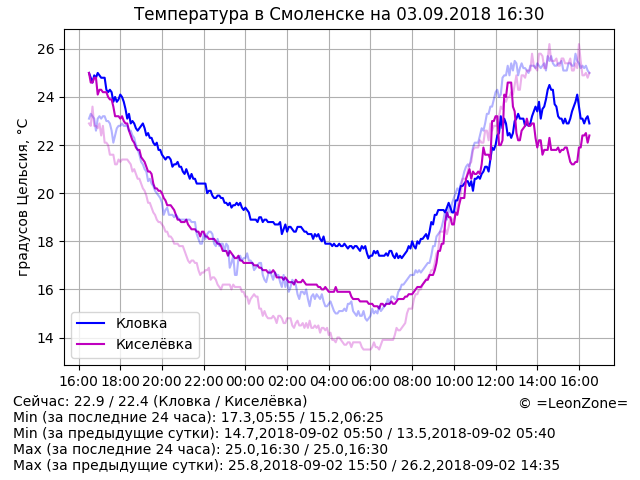 Температура в Смоленске на 03.09.2018 16:30
градусов Цельсия, °C
26
24
22
20
18
16
14
Кловка
Киселёвка
16:00 18:00 20:00 22:00 00:00 02:00 04:00 06:00 08:00 10:00 12:00 14:00 16:00
Сейчас: 22.9 / 22.4 (Кловка / Киселёвка)
© =LeonZone=
Min (за последние 24 часа): 17.3,05:55 / 15.2,06:25
Min (за предыдущие сутки): 14.7,2018-09-02 05:50 / 13.5,2018-09-02 05:40
Max (за последние 24 часа): 25.0,16:30 / 25.0,16:30
Max (за предыдущие сутки): 25.8,2018-09-02 15:50 / 26.2,2018-09-02 14:35